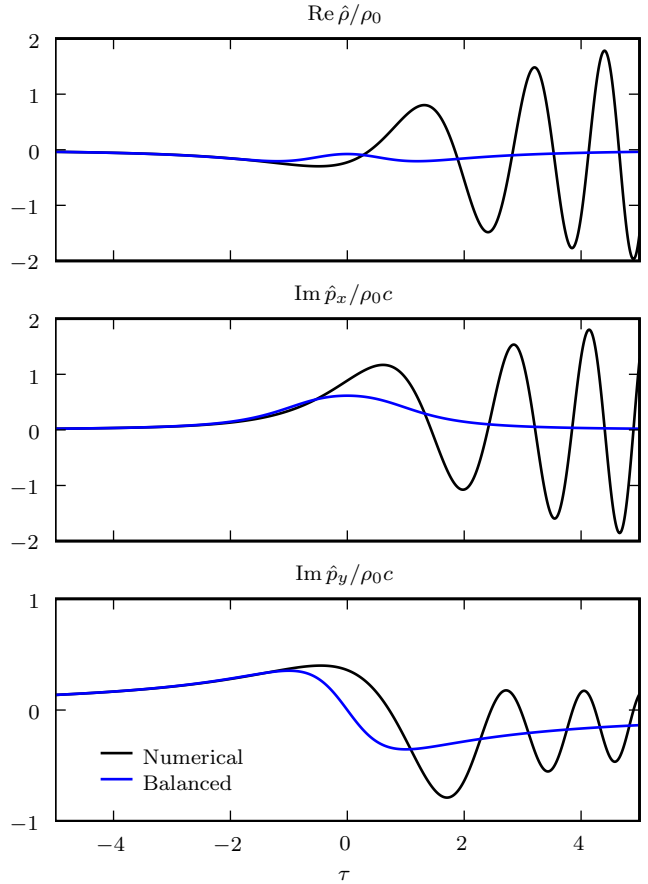 Re ρ̂/ρ₀
2
1
0
−1
−2
Im p̂ₓ/ρ₀c
2
1
0
−1
−2
Im p̂ᵧ/ρ₀c
1
0
−1
Numerical
Balanced
−4 −2 0 2 4
τ